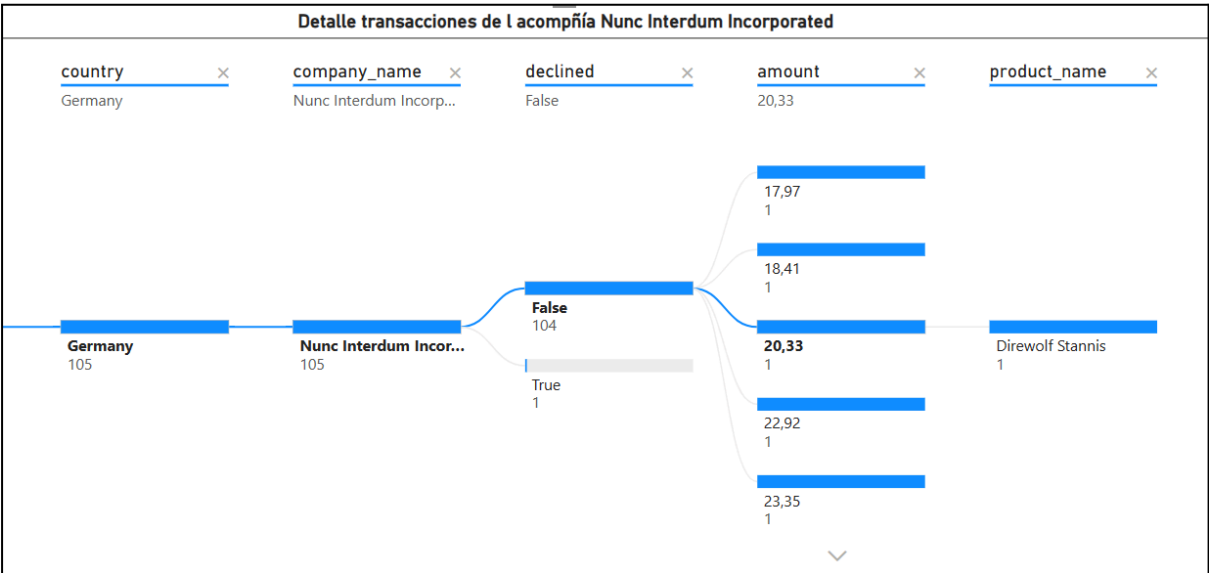 Detalle transacciones de l acompñía Nunc Interdum Incorporated
country
company_name
declined
amount
product_name
Germany
Nunc Interdum Incorp...
False
20,33
17,97
1
18,41
1
False
104
Germany
105
Nunc Interdum Incor...
105
20,33
1
Direwolf Stannis
1
True
1
22,92
1
23,35
1